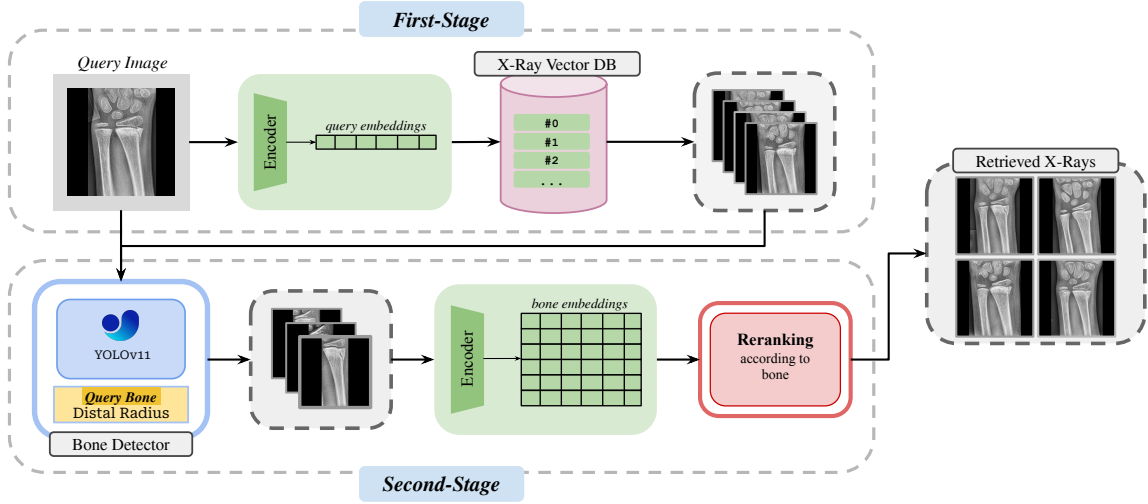 First-Stage
Query Image
X-Ray Vector DB
Encoder
query embeddings
#0
#1
#2
...
Retrieved X-Rays
YOLOv11
Query Bone
Distal Radius
Bone Detector
Encoder
bone embeddings
Reranking
according to
bone
Second-Stage